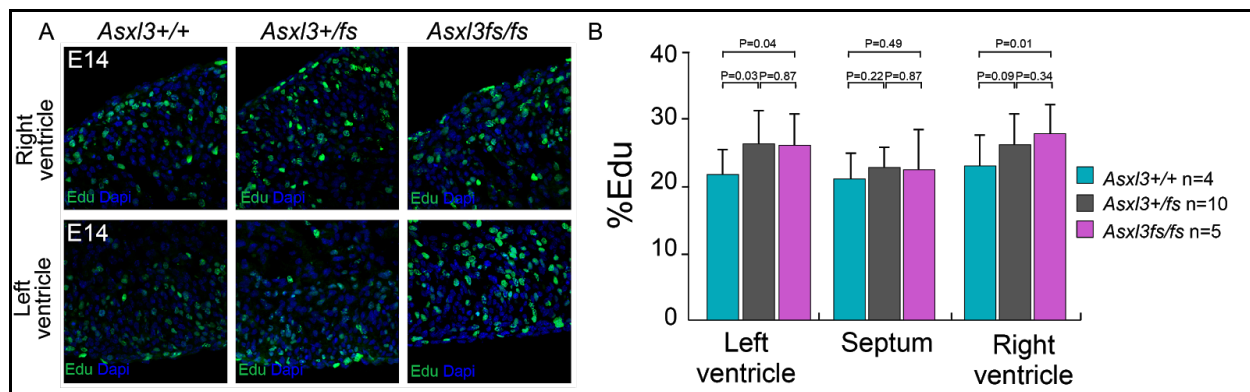 A
Asxl3+/+
Asxl3+/fs
Asxl3fs/fs
E14
Right
ventricle
Edu Dapi
Edu Dapi
Edu Dapi
E14
Left
ventricle
Edu Dapi
Edu Dapi
Edu Dapi
B
P=0.04
P=0.49
P=0.01
P=0.03
P=0.87
P=0.22
P=0.87
P=0.09
P=0.34
%Edu
40
30
20
10
0
Left
ventricle
Septum
Right
ventricle
Asxl3+/+ n=4
Asxl3+/fs n=10
Asxl3fs/fs n=5